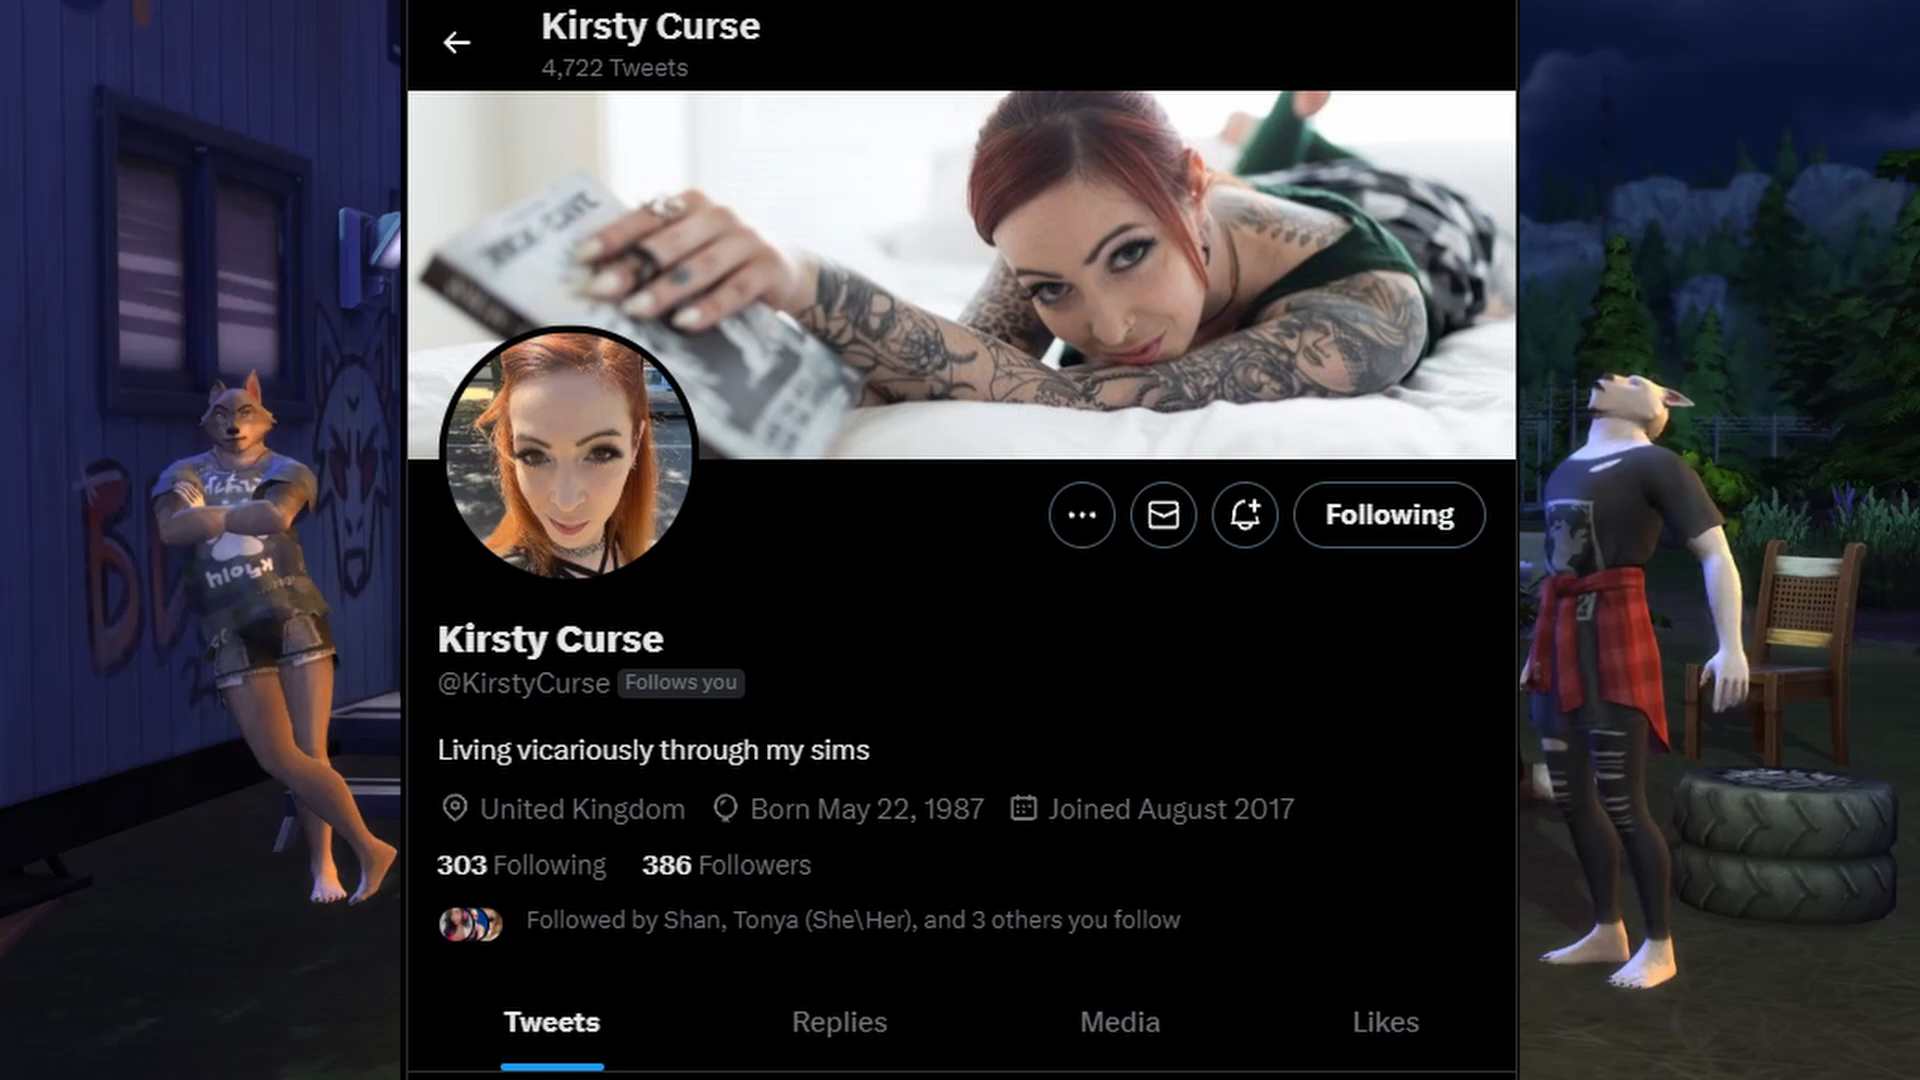 Kirsty Curse
4,722 Tweets
Following
Kirsty Curse
@KirstyCurse Follows you
Living vicariously through my sims
United Kingdom Born May 22, 1987 Joined August 2017
303 Following 386 Followers
Followed by Shan, Tonya (She\Her), and 3 others you follow
Tweets Replies Media Likes